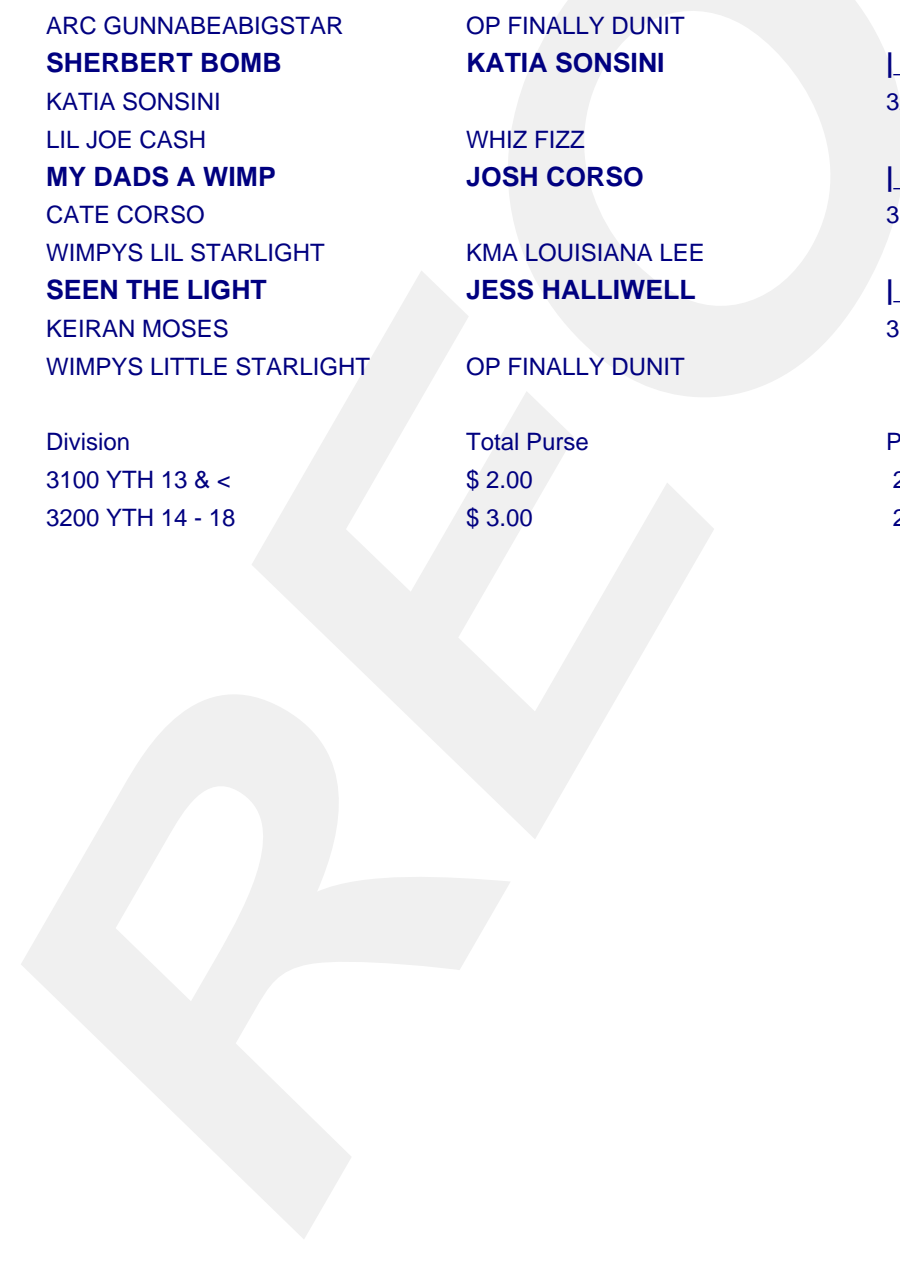 ARC GUNNABEABIGSTAR OP FINALLY DUNIT
SHERBERT BOMB KATIA SONSINI |_
KATIA SONSINI 3
LIL JOE CASH WHIZ FIZZ
MY DADS A WIMP JOSH CORSO |_
CATE CORSO 3
WIMPYS LIL STARLIGHT KMA LOUISIANA LEE
SEEN THE LIGHT JESS HALLIWELL |_
KEIRAN MOSES 3
WIMPYS LITTLE STARLIGHT OP FINALLY DUNIT
Division Total Purse P
3100 YTH 13 & < $ 2.00 2
3200 YTH 14 - 18 $ 3.00 2
REO